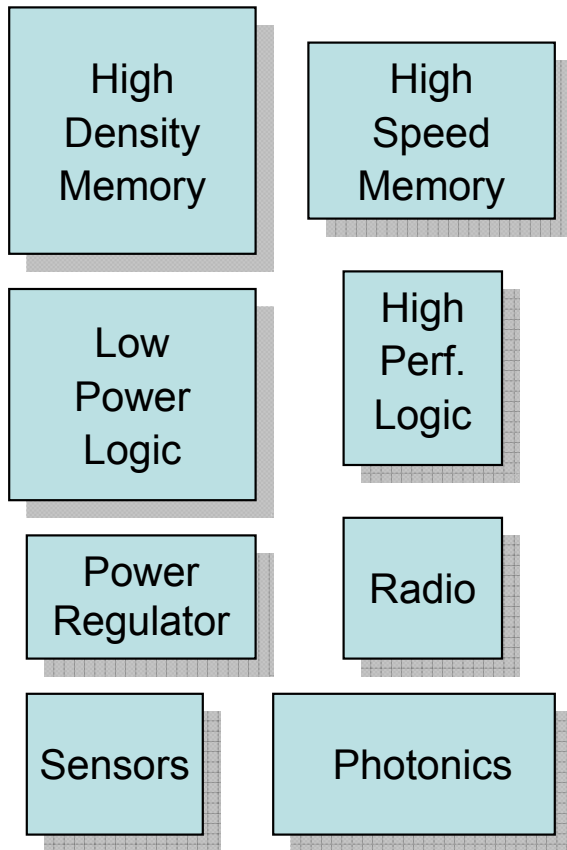 High
Density
Memory
High
Speed
Memory
Low
Power
Logic
High
Perf.
Logic
Power
Regulator
Radio
Sensors
Photonics